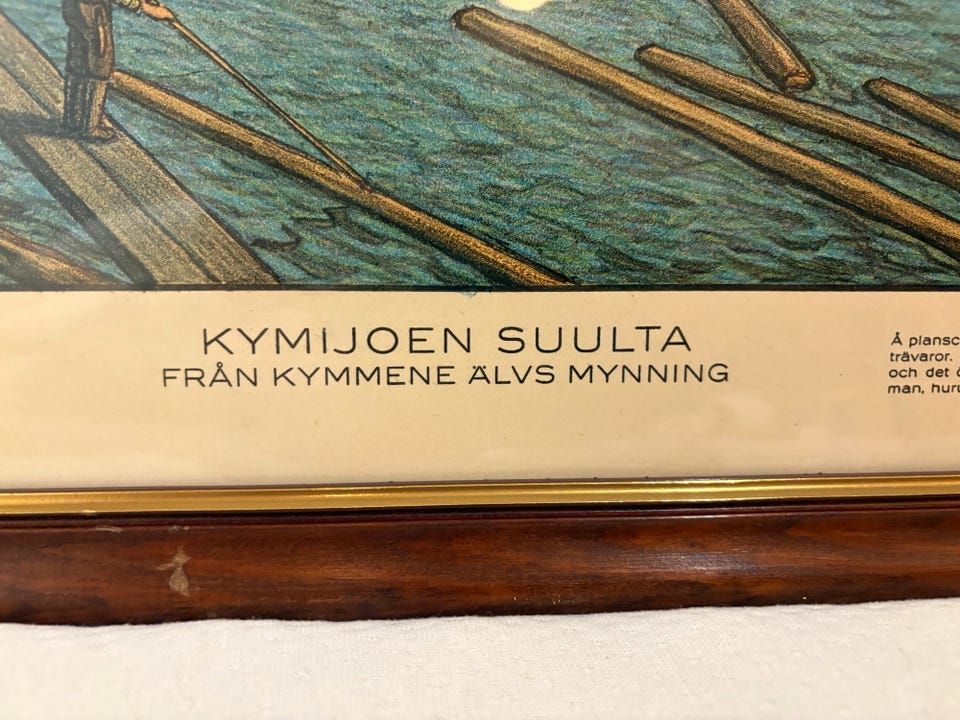 KYMIJOEN SUULTA
FRÅN KYMMENE ÄLVS MYNNING
Å
trävaror.
och det
man,